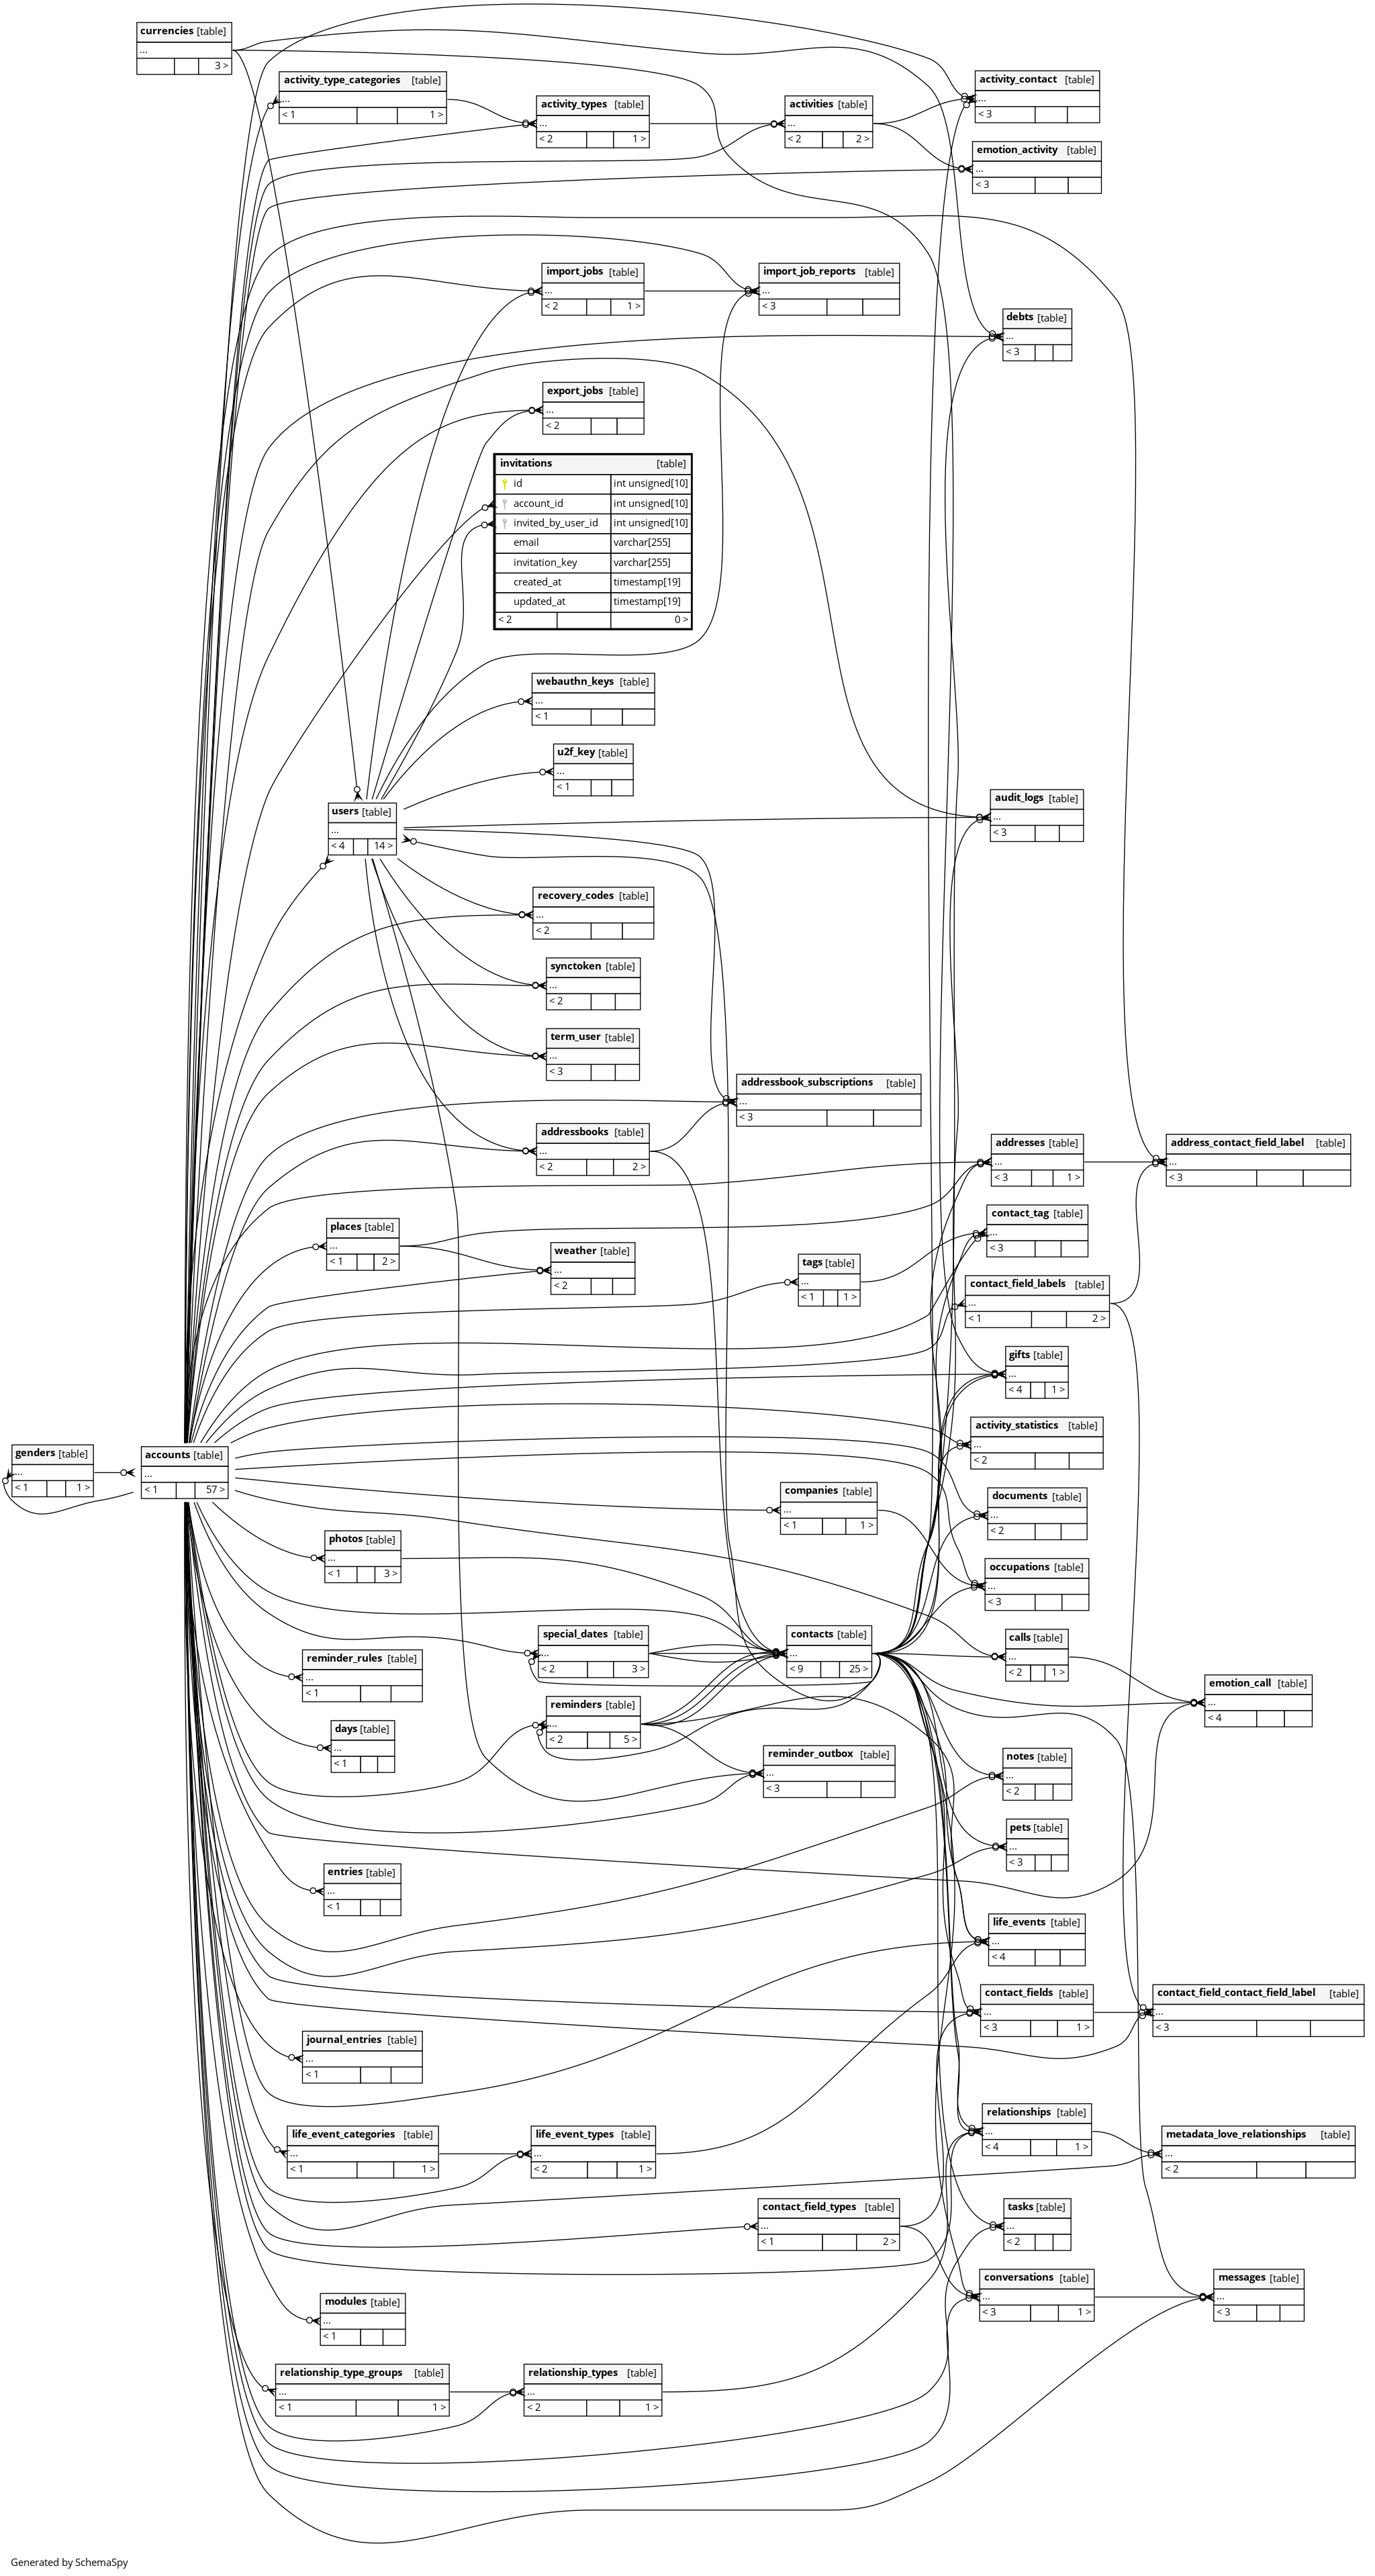 currencies [table]
...
3 >
activity_type_categories [table]
...
< 1 1 >
activity_types [table]
...
< 2 1 >
activities [table]
...
< 2 2 >
activity_contact [table]
...
< 3
emotion_activity [table]
...
< 3
import_jobs [table]
...
< 2 1 >
import_job_reports [table]
...
< 3
debts [table]
...
< 3
export_jobs [table]
...
< 2
invitations [table]
id int unsigned[10]
account_id int unsigned[10]
invited_by_user_id int unsigned[10]
email varchar[255]
invitation_key varchar[255]
created_at timestamp[19]
updated_at timestamp[19]
< 2 0 >
webauthn_keys [table]
...
< 1
u2f_key [table]
...
< 1
users [table]
...
< 4 14 >
audit_logs [table]
...
< 3
recovery_codes [table]
...
< 2
synctoken [table]
...
< 2
term_user [table]
...
< 3
addressbook_subscriptions [table]
...
< 3
addressbooks [table]
...
< 2 2 >
addresses [table]
...
< 3 1 >
address_contact_field_label [table]
...
< 3
places [table]
...
< 1 2 >
contact_tag [table]
...
< 3
weather [table]
...
< 2
tags [table]
...
< 1 1 >
contact_field_labels [table]
...
< 1 2 >
gifts [table]
...
< 4 1 >
activity_statistics [table]
...
< 2
genders [table]
...
< 1 1 >
accounts [table]
...
< 1 57 >
companies [table]
...
< 1 1 >
documents [table]
...
< 2
photos [table]
...
< 1 3 >
occupations [table]
...
< 3
special_dates [table]
...
< 2 3 >
contacts [table]
...
< 9 25 >
calls [table]
...
< 2 1 >
reminder_rules [table]
...
< 1
emotion_call [table]
...
< 4
reminders [table]
...
< 2 5 >
days [table]
...
< 1
reminder_outbox [table]
...
< 3
notes [table]
...
< 2
pets [table]
...
< 3
entries [table]
...
< 1
life_events [table]
...
< 4
contact_fields [table]
...
< 3 1 >
contact_field_contact_field_label [table]
...
< 3
journal_entries [table]
...
< 1
relationships [table]
...
< 4 1 >
life_event_categories [table]
...
< 1 1 >
life_event_types [table]
...
< 2 1 >
metadata_love_relationships [table]
...
< 2
contact_field_types [table]
...
< 1 2 >
tasks [table]
...
< 2
conversations [table]
...
< 3 1 >
messages [table]
...
< 3
modules [table]
...
< 1
relationship_type_groups [table]
...
< 1 1 >
relationship_types [table]
...
< 2 1 >
Generated by SchemaSpy